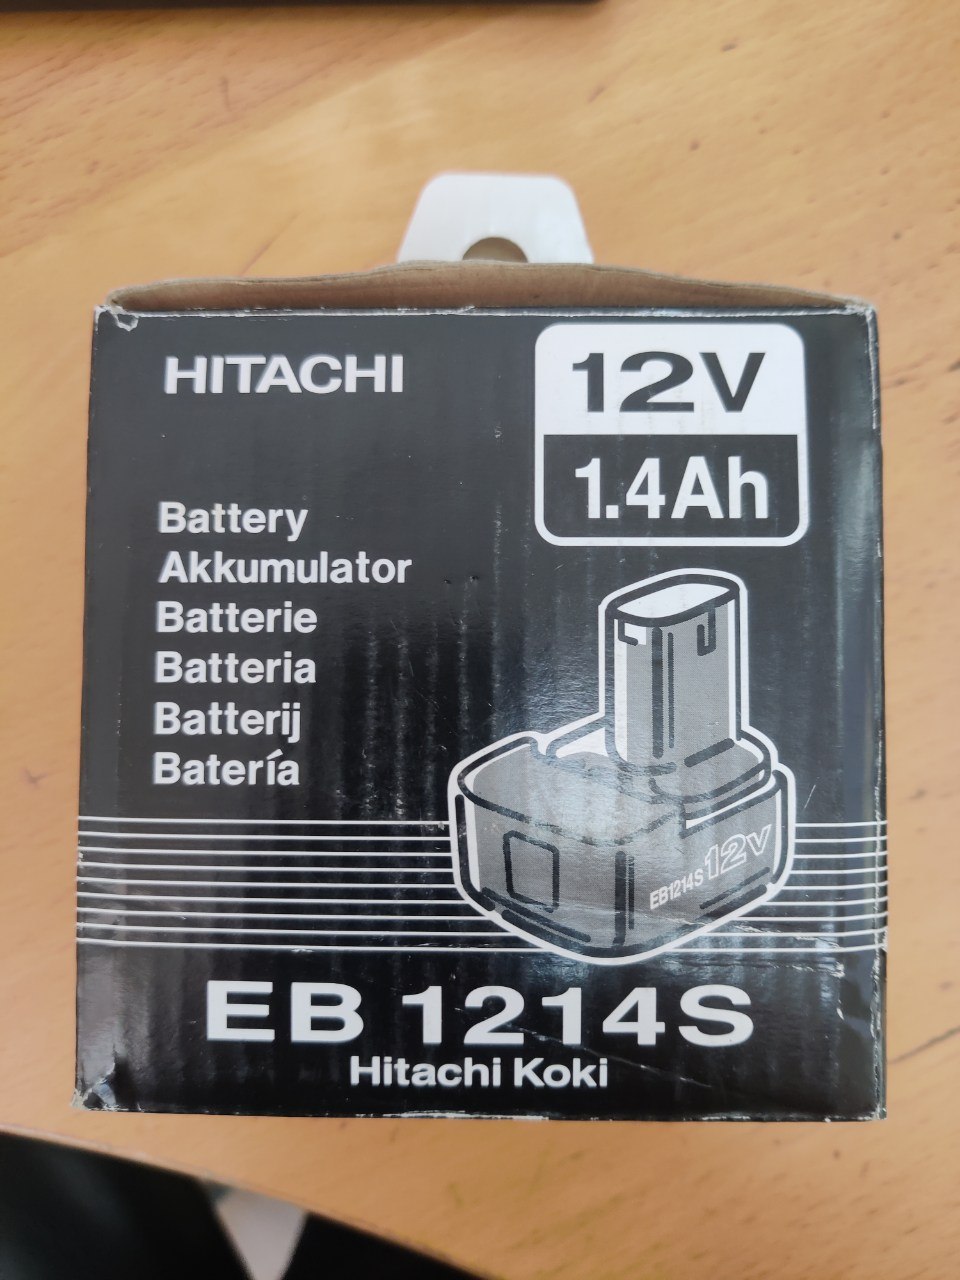 HITACHI
12V
1.4Ah
Battery
Akkumulator
Batterie
Batteria
Batterij
Batería
EB1214S 12v
EB 1214S
Hitachi Koki